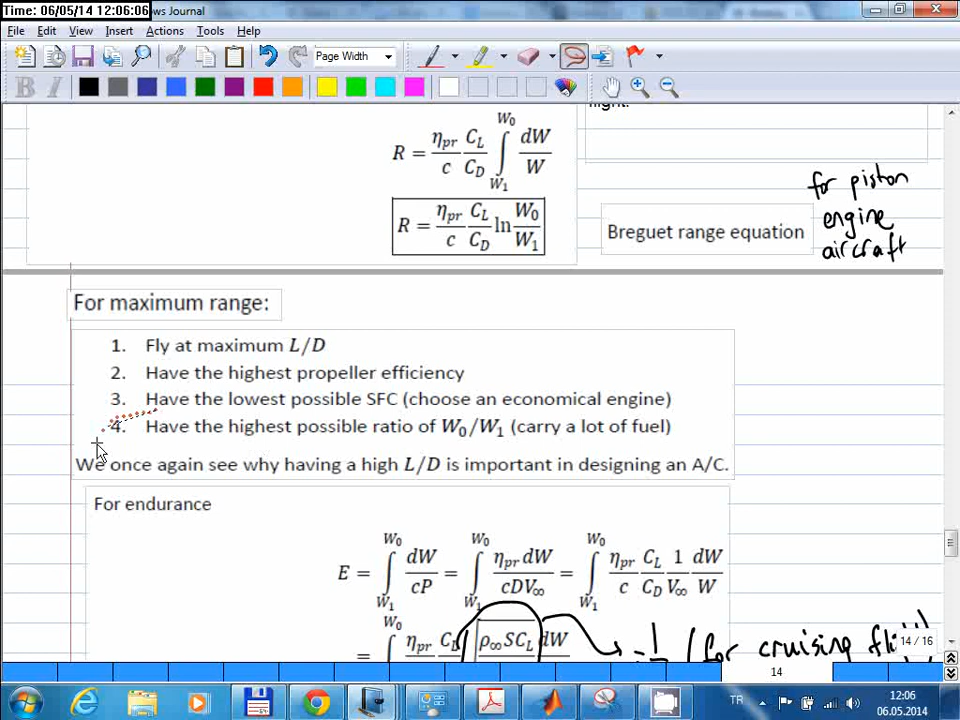 Time: 06/05/14 12:06:06
ws Journal
File Edit View Insert Actions Tools Help
Page Width
B I
flight.
R = η_pr/c C_L/C_D ∫_{W_1}^{W_0} dW/W
for piston
engine
aircraft
R = η_pr/c C_L/C_D ln W_0/W_1
Breguet range equation
For maximum range:
1. Fly at maximum L/D
2. Have the highest propeller efficiency
3. Have the lowest possible SFC (choose an economical engine)
4. Have the highest possible ratio of W_0/W_1 (carry a lot of fuel)
We once again see why having a high L/D is important in designing an A/C.
For endurance
E = ∫_{W_1}^{W_0} dW/cP = ∫_{W_1}^{W_0} η_pr dW/cDV_∞ = ∫_{W_1}^{W_0} η_pr/c C_L/C_D 1/V_∞ dW/W
= ∫^{W_0} η_pr C_L √ρ_∞SC_L dW
(for cruising
14 / 16
14
TR
12:06
06.05.2014